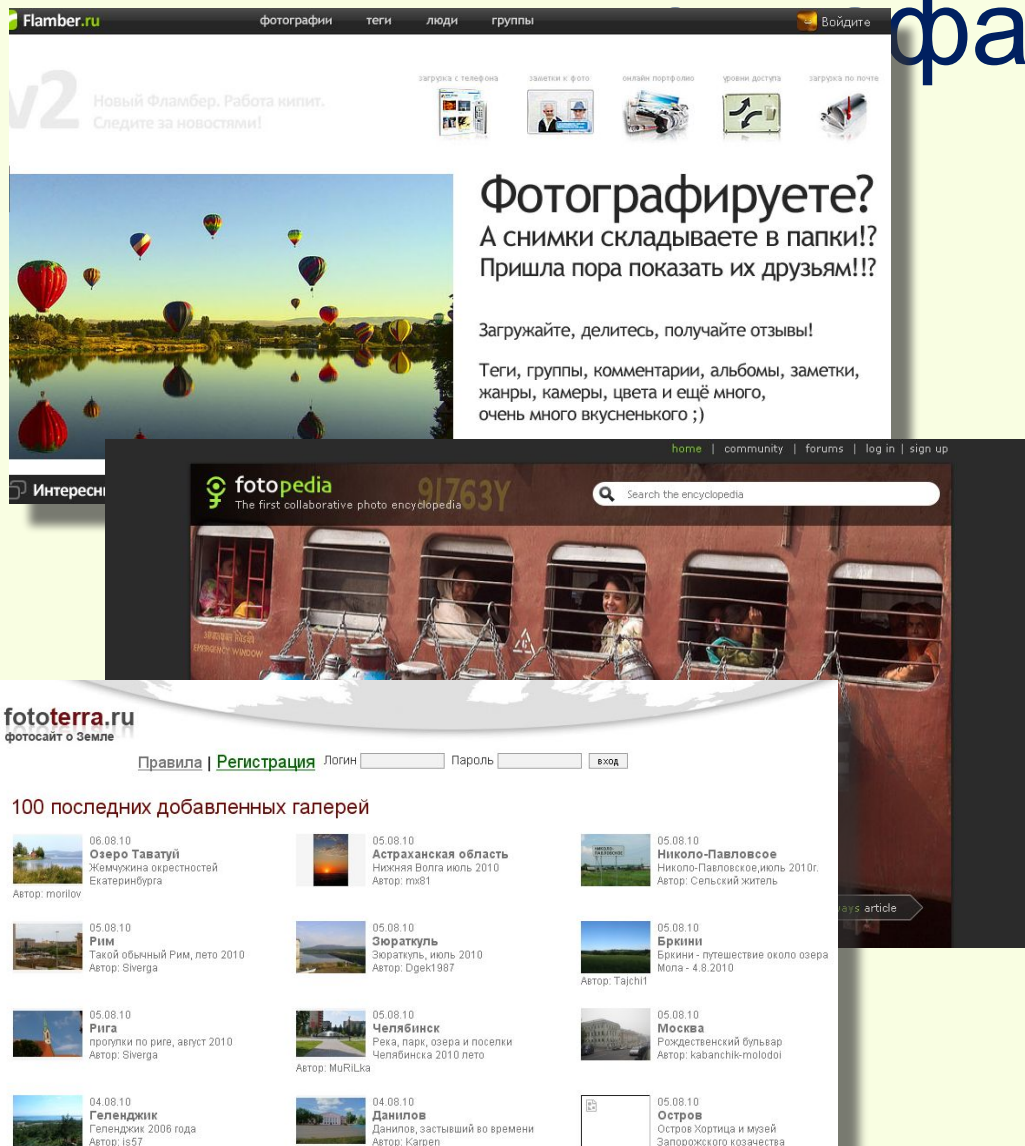 фа
Flamber.ru
фотографии теги люди группы
Войдите
v2
Новый Фламбер. Работа кипит.
Следите за новостями!
загрузка с телефона
заметки к фото
онлайн портфолио
уровни доступа
загрузка по почте
Фотографируете?
А снимки складываете в папки!?
Пришла пора показать их друзьям!!!?
Загружайте, делитесь, получайте отзывы!
Теги, группы, комментарии, альбомы, заметки,
жанры, камеры, цвета и ещё много,
очень много вкусненького ;)
home | community | forums | log in | sign up
fotopedia
The first collaborative photo encyclopedia
91763Y
Search the encyclopedia
EMERGENCY WINDOW
article
fototerra.ru
фотосайт о Земле
Правила | Регистрация Логин Пароль вход
100 последних добавленных галерей
06.08.10
Озеро Таватуй
Жемчужина окрестностей
Екатеринбурга
Автор: morilov
05.08.10
Астраханская область
Нижняя Волга июль 2010
Автор: mx81
05.08.10
Николо-Павловсое
Николо-Павловское,июль 2010г.
Автор: Сельский житель
05.08.10
Рим
Такой обычный Рим, лето 2010
Автор: Siverga
05.08.10
Зюраткуль
Зюраткуль, июль 2010
Автор: Dgek1987
05.08.10
Бркини
Бркини - путешествие около озера
Мола - 4.8.2010
Автор: Tajchi1
05.08.10
Рига
прогулки по риге, август 2010
Автор: Siverga
05.08.10
Челябинск
Река, парк, озера и поселки
Челябинска 2010 лето
Автор: MuRiLka
05.08.10
Москва
Рождественский бульвар
Автор: kabanchik-molodoi
04.08.10
Геленджик
Геленджик 2006 года
Автор: is57
04.08.10
Данилов
Данилов, застывший во времени
Автор: Karpen
05.08.10
Остров
Остров Хортица и музей
Запорожского козачества